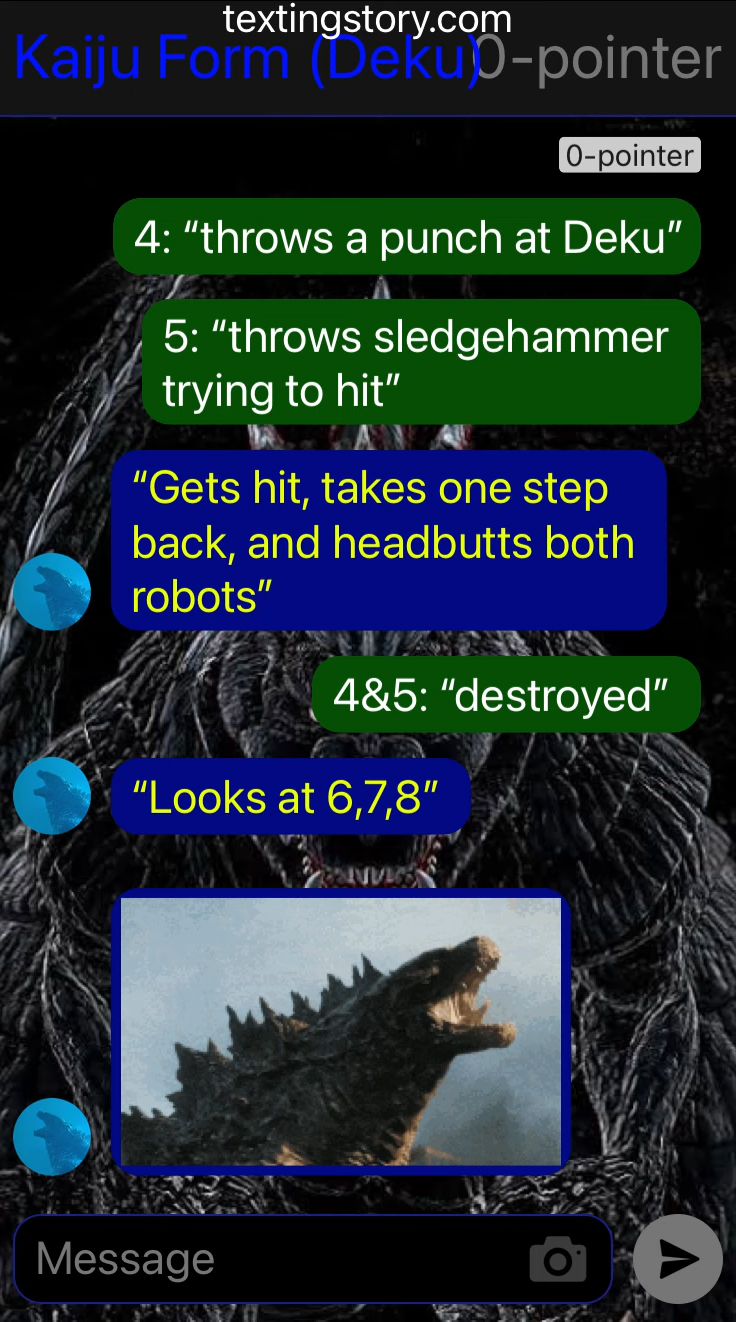 textingstory.com
Kaiju Form (Deku)
0-pointer
0-pointer
4: “throws a punch at Deku”
5: “throws sledgehammer
trying to hit”
“Gets hit, takes one step
back, and headbutts both
robots”
4&5: “destroyed”
“Looks at 6,7,8”
Message